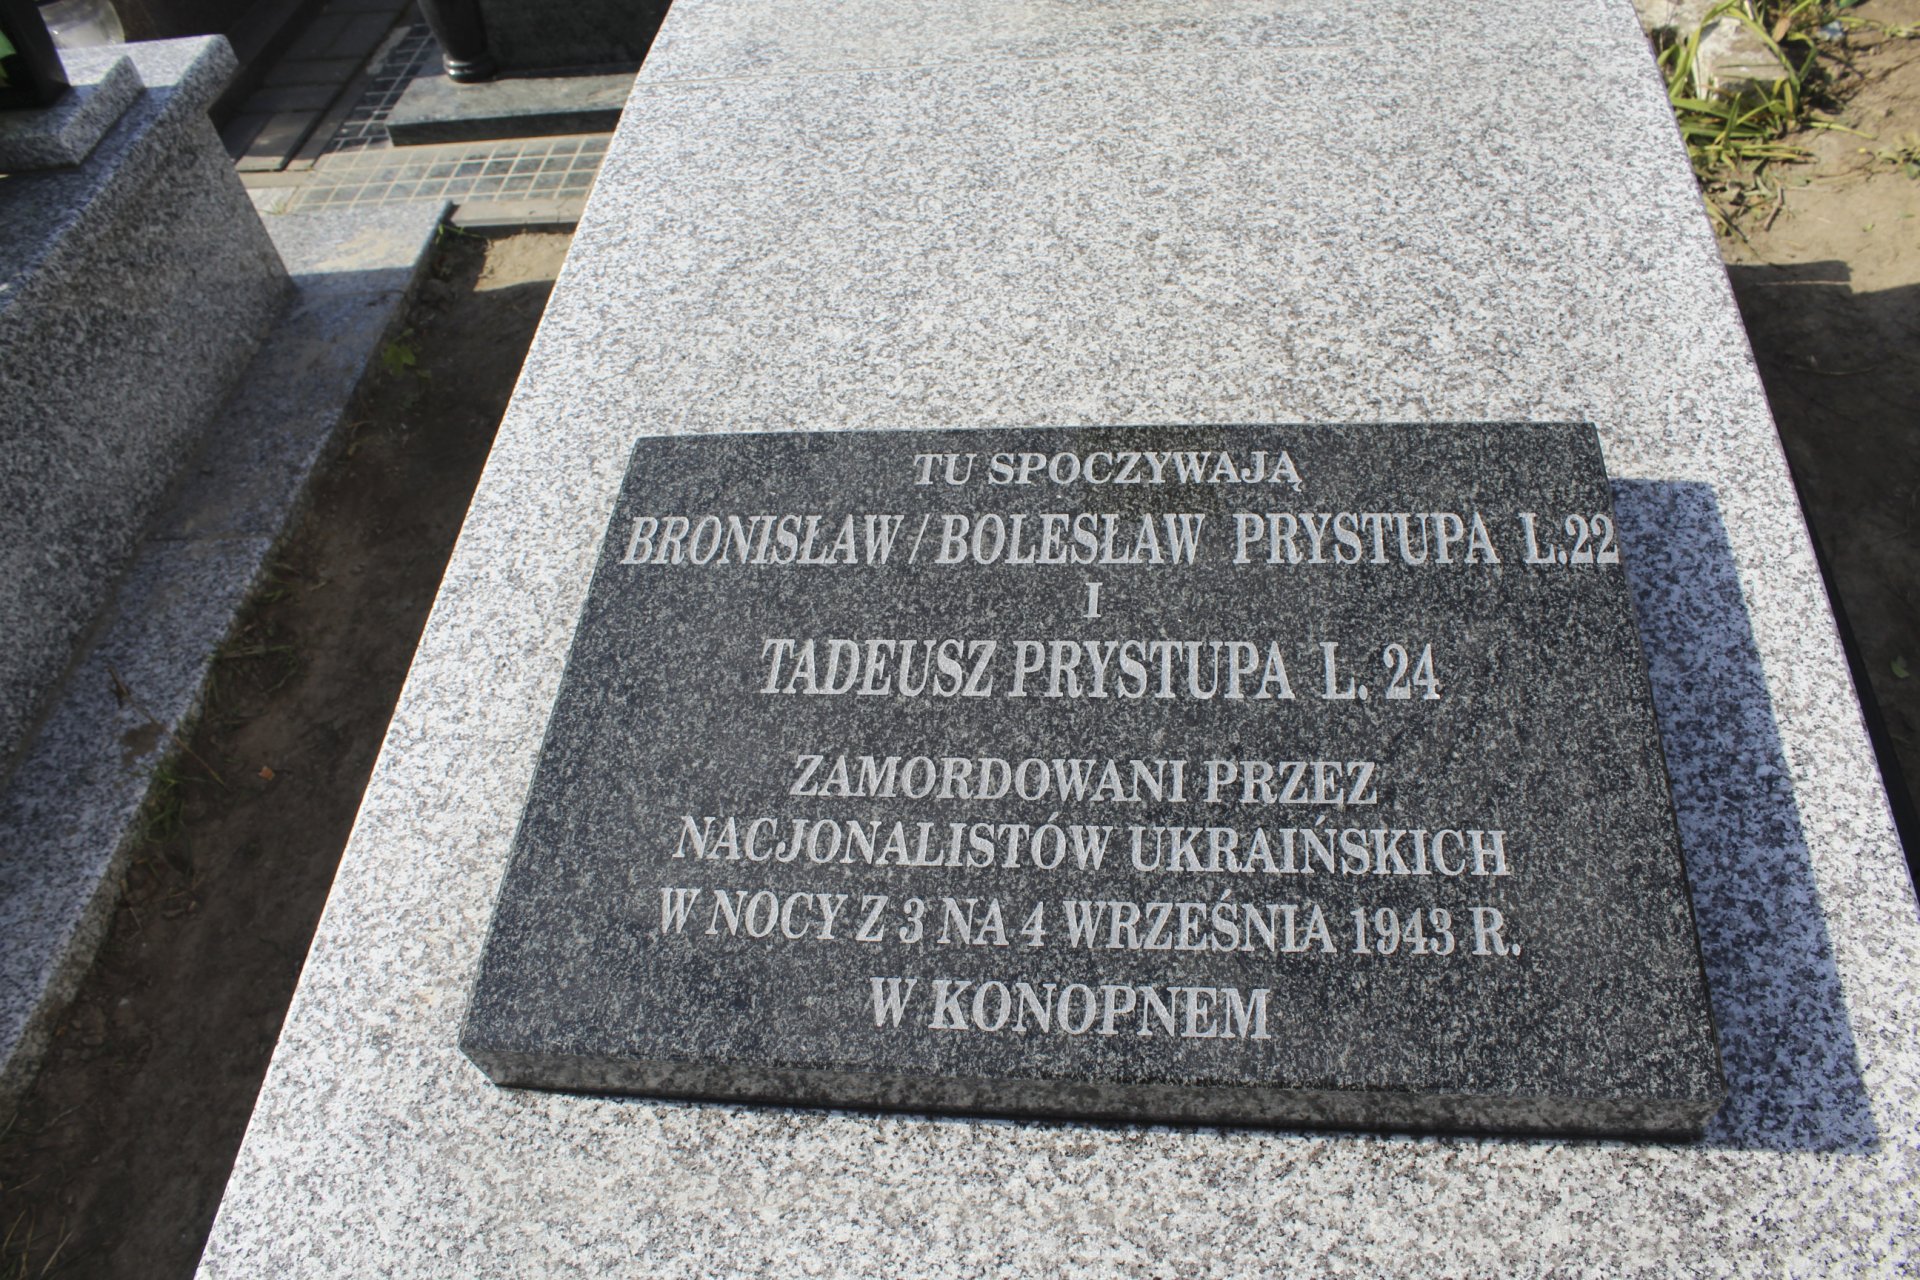 TU SPOCZYWAJĄ
BRONISŁAW / BOLESŁAW PRYSTUPA L.22
I
TADEUSZ PRYSTUPA L. 24
ZAMORDOWANI PRZEZ
NACJONALISTÓW UKRAIŃSKICH
W NOCY Z 3 NA 4 WRZEŚNIA 1943 R.
W KONOPNEM